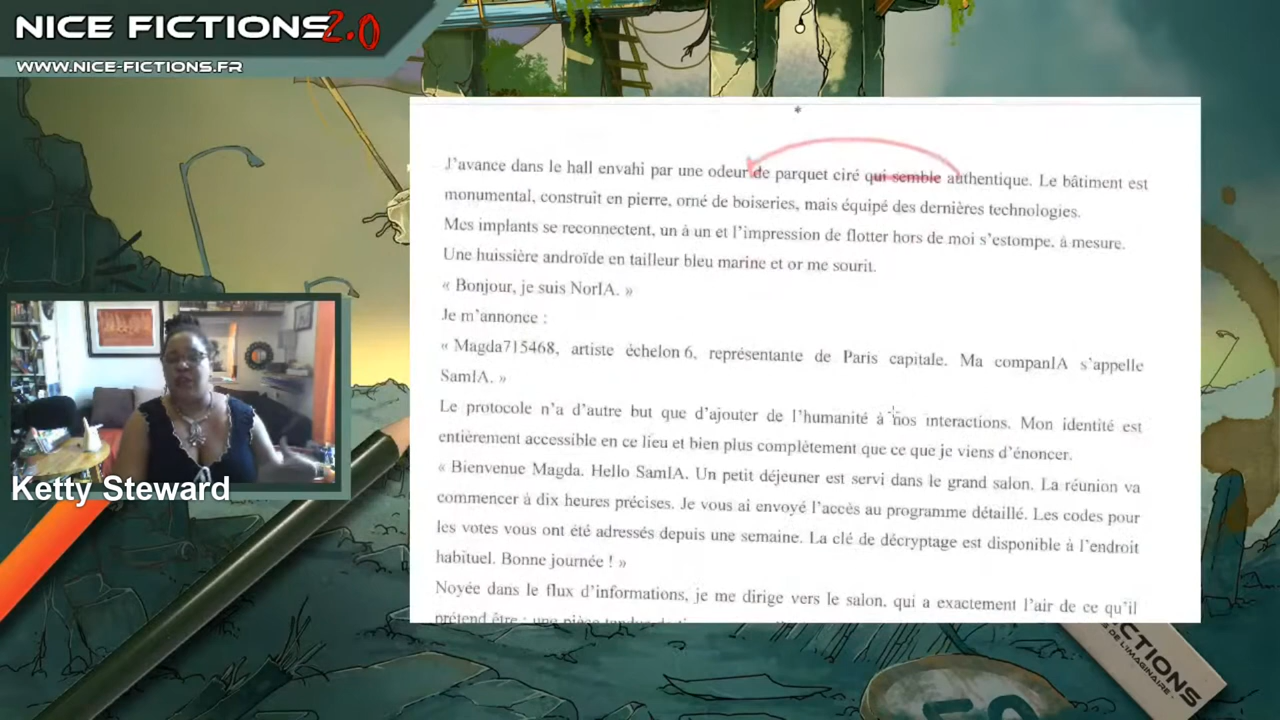 NICE FICTIONS 2.0
WWW.NICE-FICTIONS.FR
*
J'avance dans le hall envahi par une odeur de parquet ciré qui semble authentique. Le bâtiment est
monumental, construit en pierre, orné de boiseries, mais équipé des dernières technologies.
Mes implants se reconnectent, un à un et l'impression de flotter hors de moi s'estompe, à mesure.
Une huissière androïde en tailleur bleu marine et or me sourit.
« Bonjour, je suis NorIA. »
Je m'annonce :
« Magda715468, artiste échelon 6, représentante de Paris capitale. Ma companIA s'appelle
SamIA. »
Le protocole n'a d'autre but que d'ajouter de l'humanité à nos interactions. Mon identité est
entièrement accessible en ce lieu et bien plus complètement que ce que je viens d'énoncer.
« Bienvenue Magda. Hello SamIA. Un petit déjeuner est servi dans le grand salon. La réunion va
commencer à dix heures précises. Je vous ai envoyé l'accès au programme détaillé. Les codes pour
les votes vous ont été adressés depuis une semaine. La clé de décryptage est disponible à l'endroit
habituel. Bonne journée ! »
Noyée dans le flux d'informations, je me dirige vers le salon, qui a exactement l'air de ce qu'il
prétend être : une pièce
Ketty Steward
FICTIONS
DE L'IMAGINAIRE